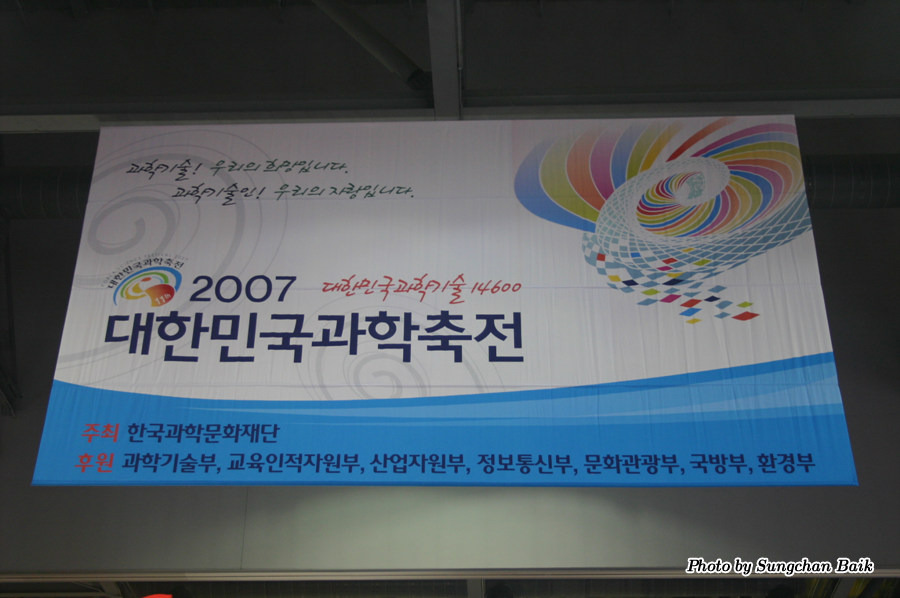 과학기술! 우리의 희망입니다.
과학기술인! 우리의 자랑입니다.
대한민국과학축전
2007 대한민국과학기술 14600
대한민국과학축전
주최 한국과학문화재단
후원 과학기술부, 교육인적자원부, 산업자원부, 정보통신부, 문화관광부, 국방부, 환경부
Photo by Sungchan Baik